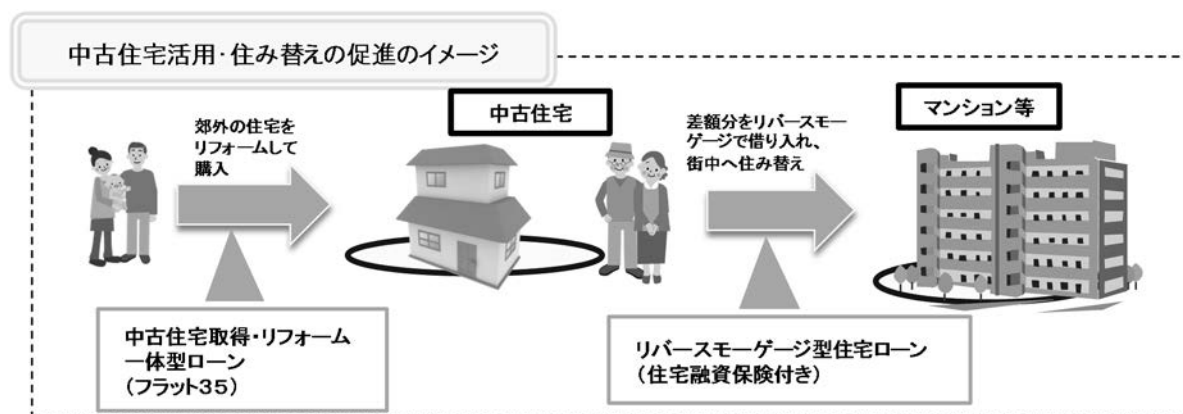 中古住宅活用・住み替えの促進のイメージ
郊外の住宅を
リフォームして
購入
中古住宅
差額分をリバースモー
ゲージで借り入れ、
街中へ住み替え
マンション等
中古住宅取得・リフォーム
一体型ローン
（フラット35）
リバースモーゲージ型住宅ローン
（住宅融資保険付き）